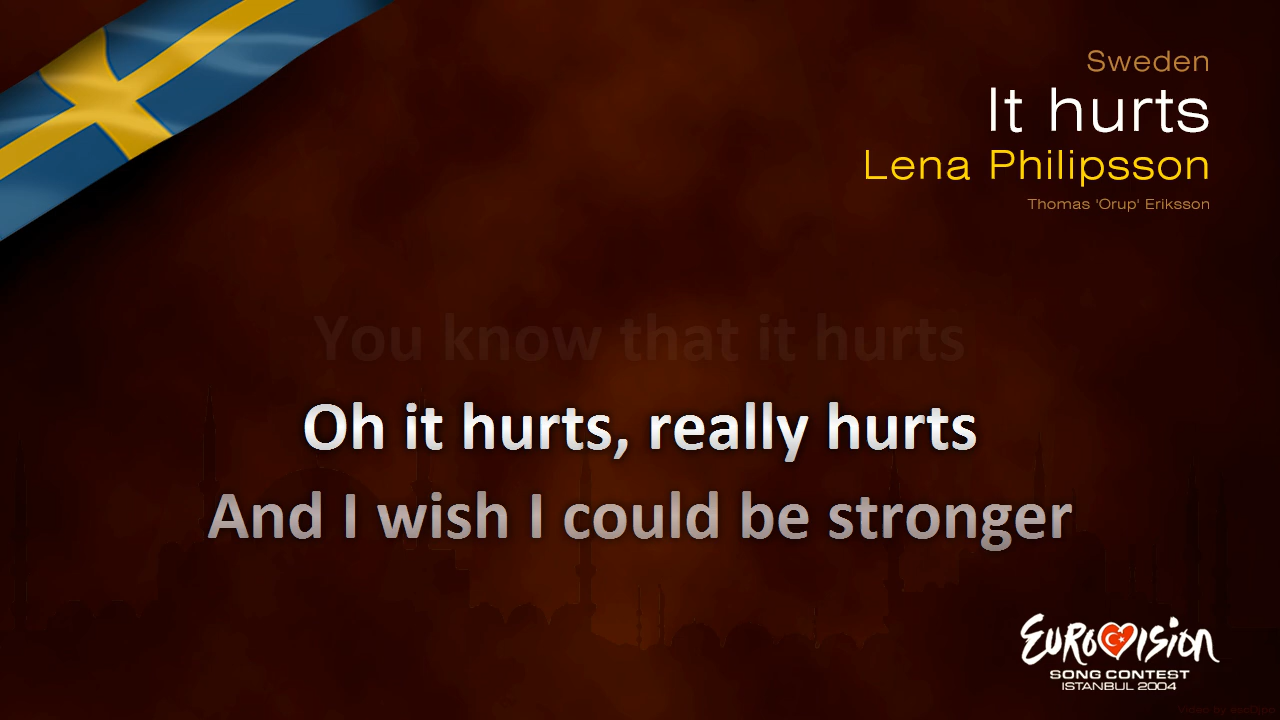 Sweden
It hurts
Lena Philipsson
Thomas 'Orup' Eriksson
You know that it hurts
Oh it hurts, really hurts
And I wish I could be stronger
EUROVISION
SONG CONTEST
ISTANBUL 2004